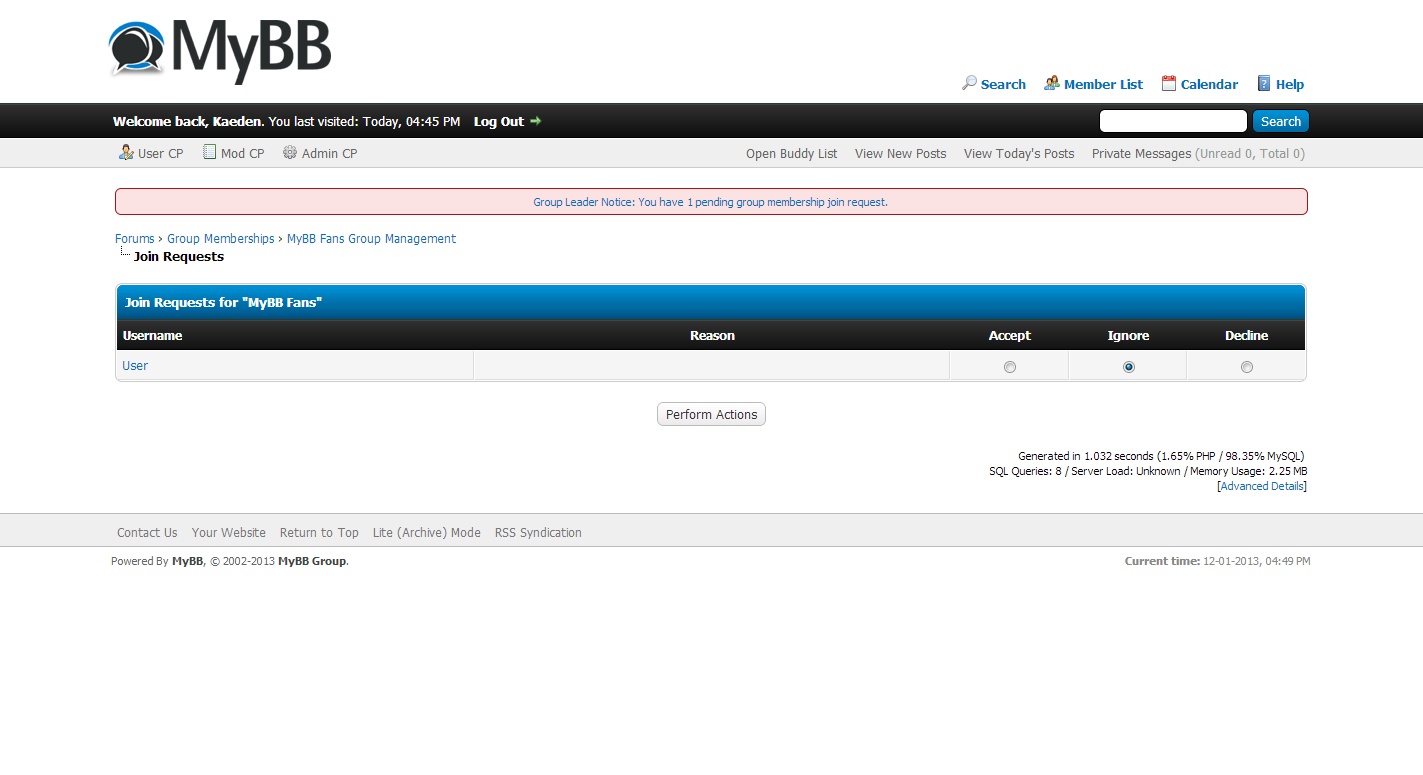 MyBB
Search Member List Calendar Help
Welcome back, Kaeden. You last visited: Today, 04:45 PM Log Out Search
User CP Mod CP Admin CP Open Buddy List View New Posts View Today's Posts Private Messages (Unread 0, Total 0)
Group Leader Notice: You have 1 pending group membership join request.
Forums › Group Memberships › MyBB Fans Group Management
Join Requests
Join Requests for "MyBB Fans"
Username Reason Accept Ignore Decline
User
Perform Actions
Generated in 1.032 seconds (1.65% PHP / 98.35% MySQL)
SQL Queries: 8 / Server Load: Unknown / Memory Usage: 2.25 MB
[Advanced Details]
Contact Us Your Website Return to Top Lite (Archive) Mode RSS Syndication
Powered By MyBB, © 2002-2013 MyBB Group. Current time: 12-01-2013, 04:49 PM